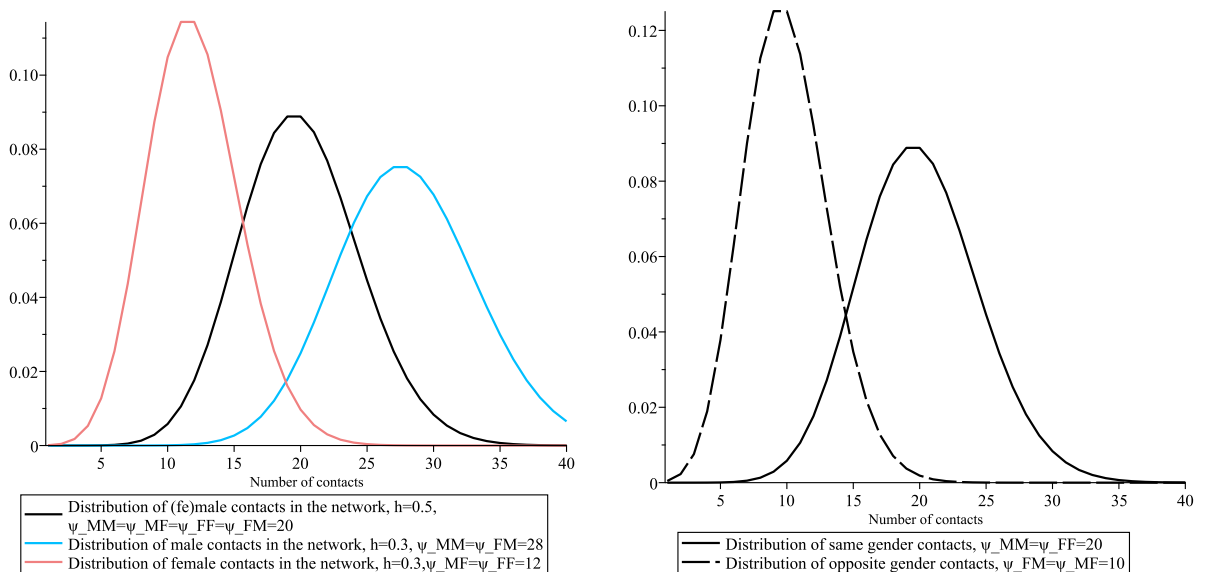 0.10
0.08
0.06
0.04
0.02
0
5 10 15 20 25 30 35 40
Number of contacts
Distribution of (fe)male contacts in the network, h=0.5,
ψ_MM=ψ_MF=ψ_FF=ψ_FM=20
Distribution of male contacts in the network, h=0.3, ψ_MM=ψ_FM=28
Distribution of female contacts in the network, h=0.3,ψ_MF=ψ_FF=12
0.12
0.10
0.08
0.06
0.04
0.02
0
5 10 15 20 25 30 35 40
Number of contacts
Distribution of same gender contacts, ψ_MM=ψ_FF=20
Distribution of opposite gender contacts, ψ_FM=ψ_MF=10